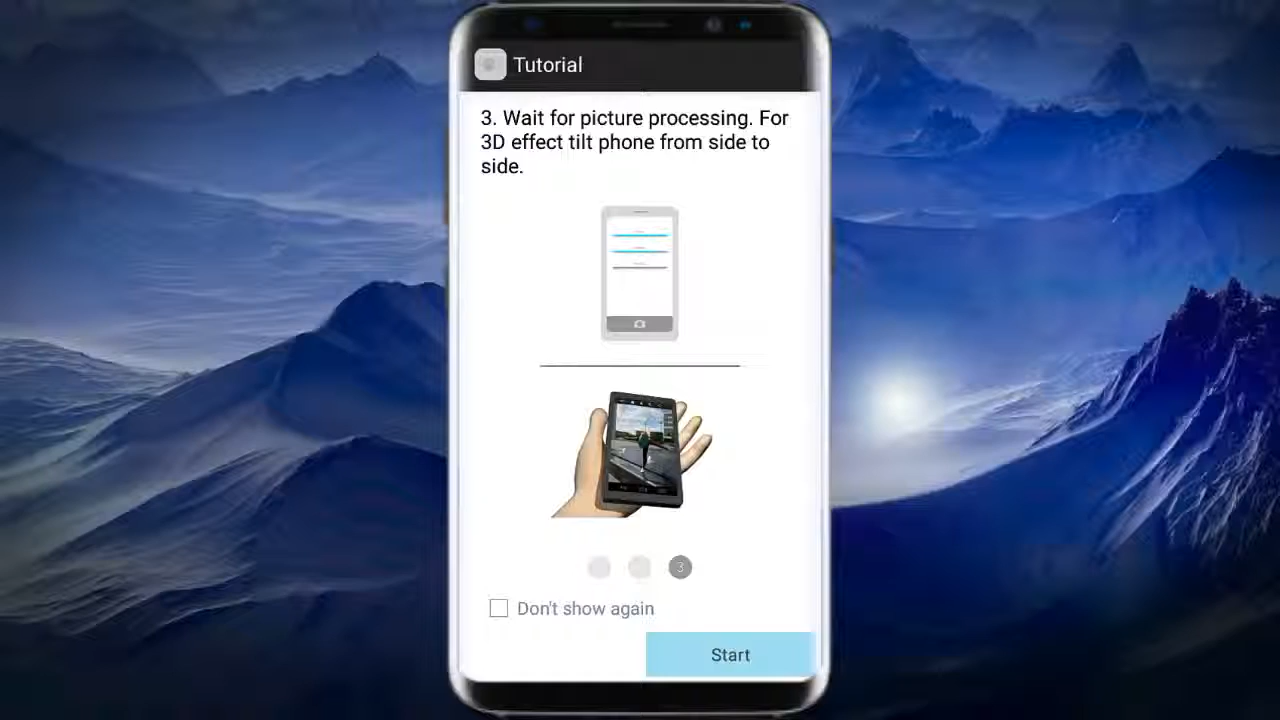 Tutorial
3. Wait for picture processing. For
3D effect tilt phone from side to
side.
3
Don't show again
Start